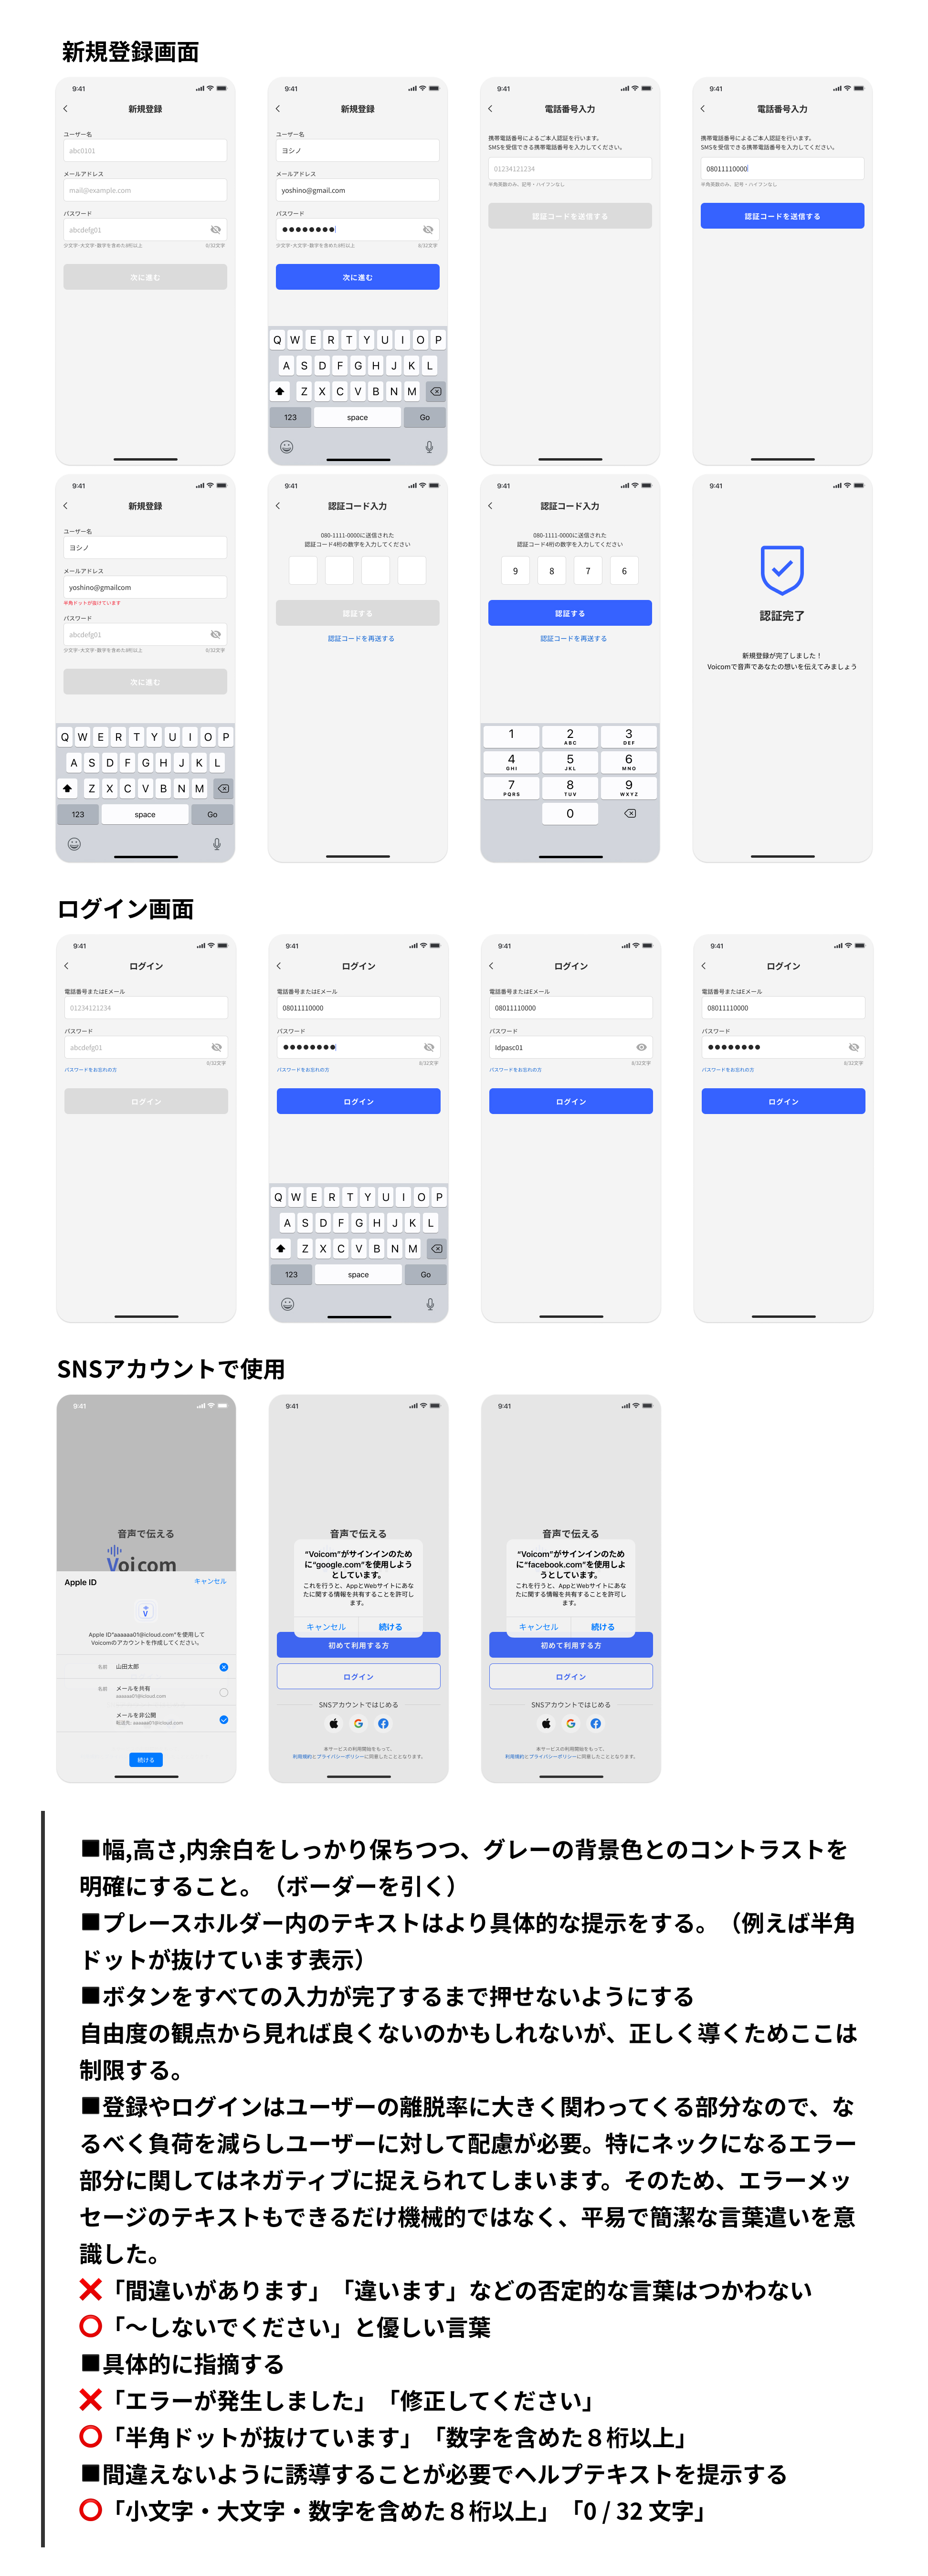 新規登録画面
9:41
新規登録
ユーザー名
abc0101
メールアドレス
mail@example.com
パスワード
abcdefg01
少文字・大文字・数字を含めた8桁以上 0/32文字
次に進む
9:41
新規登録
ユーザー名
ヨシノ
メールアドレス
yoshino@gmail.com
パスワード
●●●●●●●●
少文字・大文字・数字を含めた8桁以上 8/32文字
次に進む
Q W E R T Y U I O P
A S D F G H J K L
Z X C V B N M
123 space Go
9:41
電話番号入力
携帯電話番号によるご本人認証を行います。
SMSを受信できる携帯電話番号を入力してください。
01234121234
半角英数のみ、記号・ハイフンなし
認証コードを送信する
9:41
電話番号入力
携帯電話番号によるご本人認証を行います。
SMSを受信できる携帯電話番号を入力してください。
08011110000
半角英数のみ、記号・ハイフンなし
認証コードを送信する
9:41
新規登録
ユーザー名
ヨシノ
メールアドレス
yoshino@gmailcom
半角ドットが抜けています
パスワード
abcdefg01
少文字・大文字・数字を含めた8桁以上 0/32文字
次に進む
Q W E R T Y U I O P
A S D F G H J K L
Z X C V B N M
123 space Go
9:41
認証コード入力
080-1111-0000に送信された
認証コード4桁の数字を入力してください
認証する
認証コードを再送する
9:41
認証コード入力
080-1111-0000に送信された
認証コード4桁の数字を入力してください
9 8 7 6
認証する
認証コードを再送する
1 2 3
ABC DEF
4 5 6
GHI JKL MNO
7 8 9
PQRS TUV WXYZ
0
9:41
認証完了
新規登録が完了しました！
Voicomで音声であなたの想いを伝えてみましょう
ログイン画面
9:41
ログイン
電話番号またはEメール
01234121234
パスワード
abcdefg01
0/32文字
パスワードをお忘れの方
ログイン
9:41
ログイン
電話番号またはEメール
08011110000
パスワード
●●●●●●●●
8/32文字
パスワードをお忘れの方
ログイン
Q W E R T Y U I O P
A S D F G H J K L
Z X C V B N M
123 space Go
9:41
ログイン
電話番号またはEメール
08011110000
パスワード
Idpasc01
8/32文字
パスワードをお忘れの方
ログイン
9:41
ログイン
電話番号またはEメール
08011110000
パスワード
●●●●●●●●
8/32文字
パスワードをお忘れの方
ログイン
SNSアカウントで使用
9:41
音声で伝える
Voicom
Apple ID キャンセル
V
Apple ID“aaaaaa01@icloud.com”を使用して
Voicomのアカウントを作成してください。
名前 山田太郎
名前 メールを共有
aaaaaa01@icloud.com
メールを非公開
転送先: aaaaaa01@icloud.com
続ける
9:41
音声で伝える
“Voicom”がサインインのため
に“google.com”を使用しよう
としています。
これを行うと、AppとWebサイトにあな
たに関する情報を共有することを許可し
ます。
キャンセル 続ける
初めて利用する方
ログイン
SNSアカウントではじめる
本サービスの利用開始をもって、
利用規約とプライバシーポリシーに同意したこととなります。
9:41
音声で伝える
“Voicom”がサインインのため
に“facebook.com”を使用しよ
うとしています。
これを行うと、AppとWebサイトにあな
たに関する情報を共有することを許可し
ます。
キャンセル 続ける
初めて利用する方
ログイン
SNSアカウントではじめる
本サービスの利用開始をもって、
利用規約とプライバシーポリシーに同意したこととなります。
■幅,高さ,内余白をしっかり保ちつつ、グレーの背景色とのコントラストを
明確にすること。（ボーダーを引く）
■プレースホルダー内のテキストはより具体的な提示をする。（例えば半角
ドットが抜けています表示）
■ボタンをすべての入力が完了するまで押せないようにする
自由度の観点から見れば良くないのかもしれないが、正しく導くためここは
制限する。
■登録やログインはユーザーの離脱率に大きく関わってくる部分なので、な
るべく負荷を減らしユーザーに対して配慮が必要。特にネックになるエラー
部分に関してはネガティブに捉えられてしまいます。そのため、エラーメッ
セージのテキストもできるだけ機械的ではなく、平易で簡潔な言葉遣いを意
識した。
❌「間違いがあります」「違います」などの否定的な言葉はつかわない
⭕「〜しないでください」と優しい言葉
■具体的に指摘する
❌「エラーが発生しました」「修正してください」
⭕「半角ドットが抜けています」「数字を含めた８桁以上」
■間違えないように誘導することが必要でヘルプテキストを提示する
⭕「小文字・大文字・数字を含めた８桁以上」「0 / 32 文字」